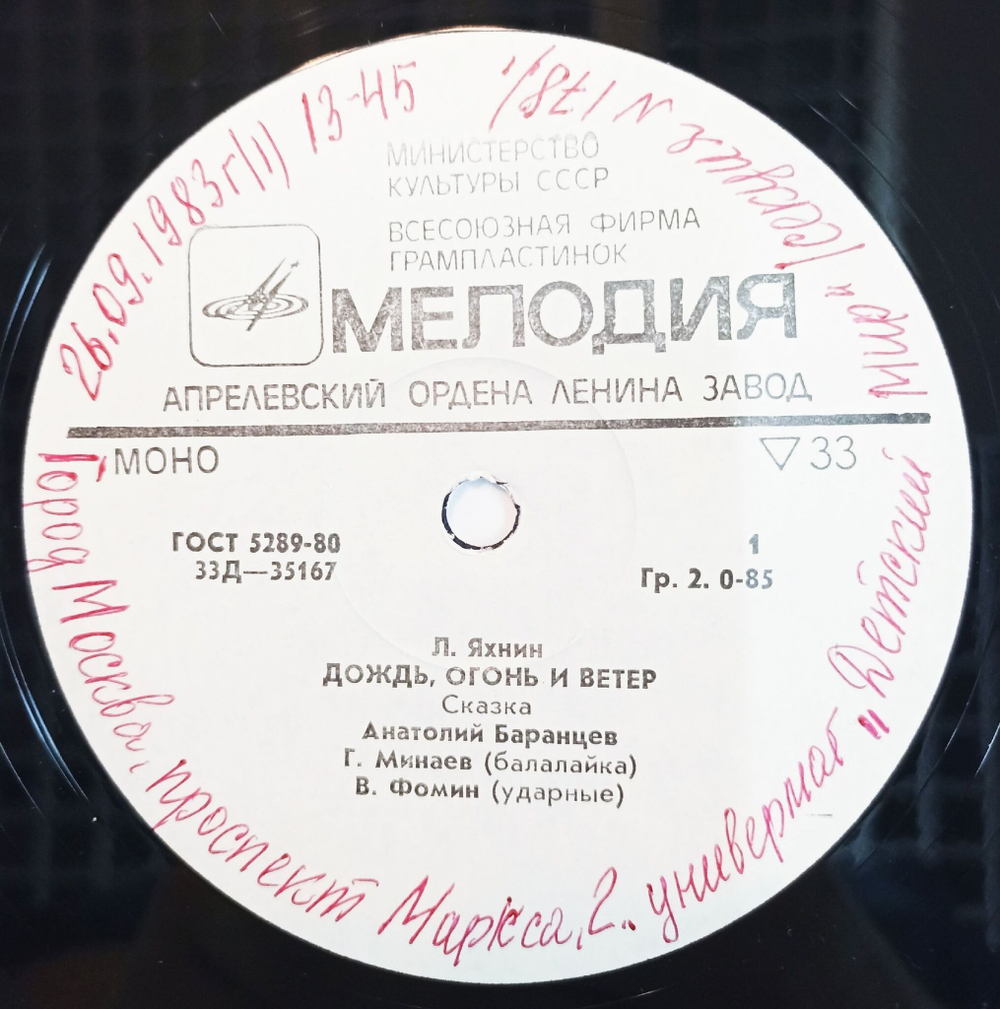 26.09.1983г(1) 13-45
МИНИСТЕРСТВО
КУЛЬТУРЫ СССР
ВСЕСОЮЗНАЯ ФИРМА
ГРАМПЛАСТИНОК
МЕЛОДИЯ
АПРЕЛЕВСКИЙ ОРДЕНА ЛЕНИНА ЗАВОД
МОНО
▽33
ГОСТ 5289-80
33Д—35167
1
Гр. 2. 0-85
Л. Яхнин
ДОЖДЬ, ОГОНЬ И ВЕТЕР
Сказка
Анатолий Баранцев
Г. Минаев (балалайка)
В. Фомин (ударные)
Город Москва, проспект Маркса, 2., универмаг "Детский Мир" (секция N 178/1